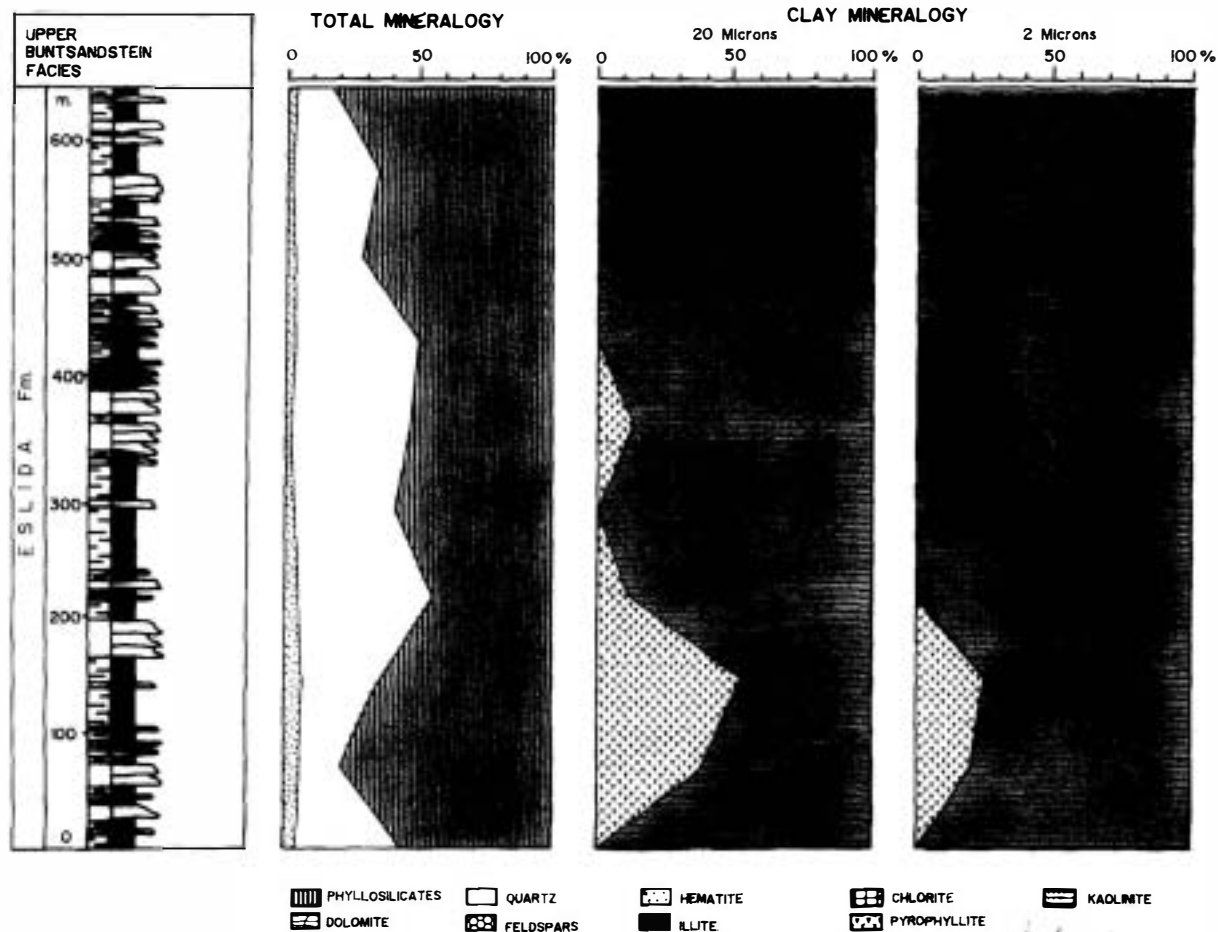 UPPER
BUNTSANDSTEIN
FACIES
TOTAL MINERALOGY
CLAY MINERALOGY
20 Microns
2 Microns
0 50 100 %
0 50 100 %
0 50 100%
m.
600
500
400
300
200
100
0
ESLIDA Fm.
PHYLLOSILICATES
QUARTZ
HEMATITE
CHLORITE
KAOLINITE
DOLOMITE
FELDSPARS
ILLITE
PYROPHYLLITE